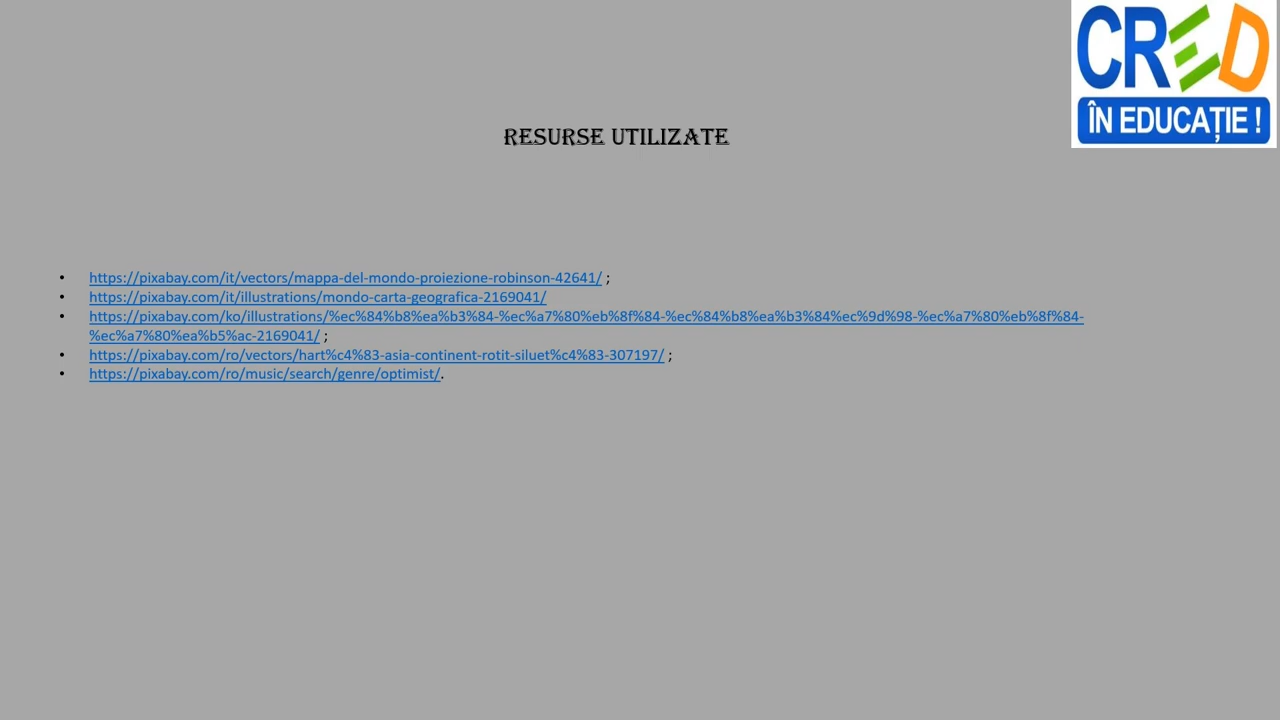 CRED
ÎN EDUCAȚIE !
RESURSE UTILIZATE
• https://pixabay.com/it/vectors/mappa-del-mondo-proiezione-robinson-42641/ ;
• https://pixabay.com/it/illustrations/mondo-carta-geografica-2169041/
• https://pixabay.com/ko/illustrations/%ec%84%b8%ea%b3%84-%ec%a7%80%eb%8f%84-%ec%84%b8%ea%b3%84%ec%9d%98-%ec%a7%80%eb%8f%84-
%ec%a7%80%ea%b5%ac-2169041/ ;
• https://pixabay.com/ro/vectors/hart%c4%83-asia-continent-rotit-siluet%c4%83-307197/ ;
• https://pixabay.com/ro/music/search/genre/optimist/.